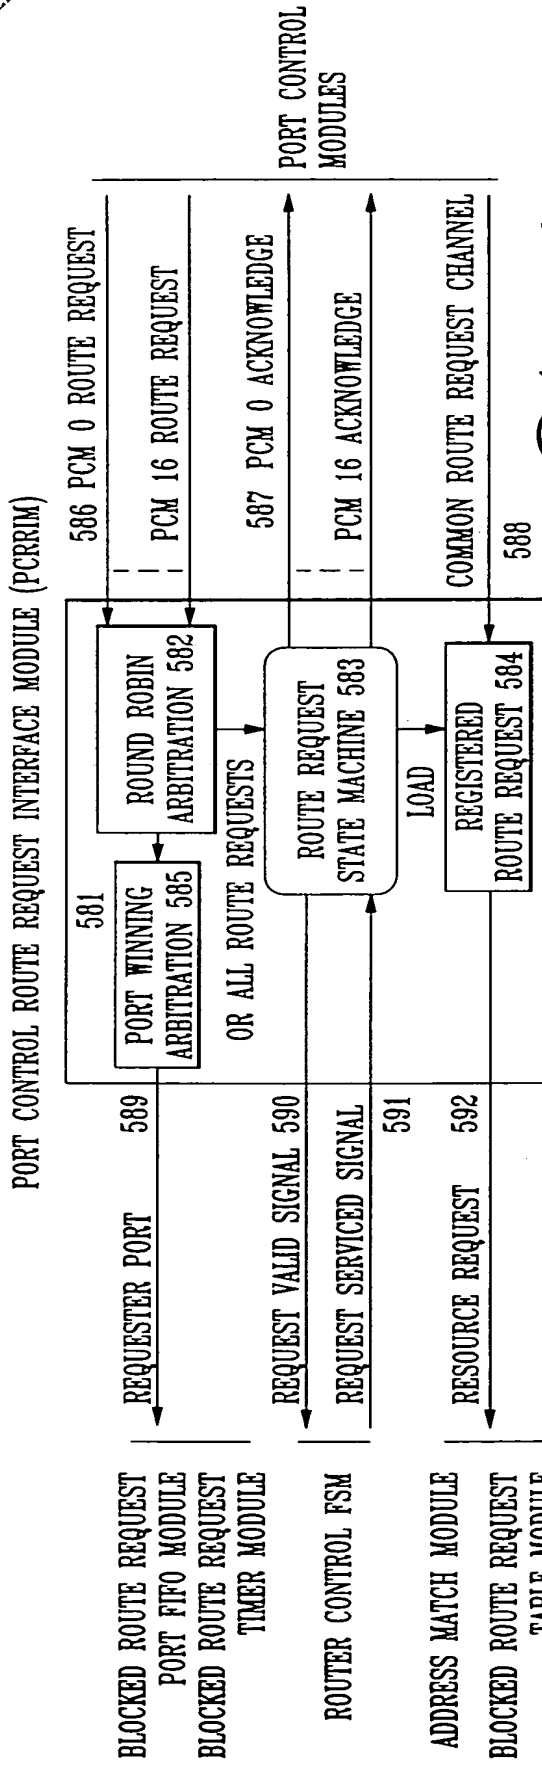 PORT CONTROL ROUTE REQUEST INTERFACE MODULE (PCRRIM)
BLOCKED ROUTE REQUEST
PORT FIFO MODULE
BLOCKED ROUTE REQUEST
TIMER MODULE
REQUESTER PORT
589
581
PORT WINNING
ARBITRATION 585
ROUND ROBIN
ARBITRATION 582
586 PCM 0 ROUTE REQUEST
PCM 16 ROUTE REQUEST
OR ALL ROUTE REQUESTS
ROUTER CONTROL FSM
REQUEST VALID SIGNAL 590
REQUEST SERVICED SIGNAL
591
ROUTE REQUEST
STATE MACHINE 583
587 PCM 0 ACKNOWLEDGE
PCM 16 ACKNOWLEDGE
PORT CONTROL
MODULES
LOAD
ADDRESS MATCH MODULE
BLOCKED ROUTE REQUEST
TABLE MODULE
RESOURCE REQUEST
592
REGISTERED
ROUTE REQUEST 584
COMMON ROUTE REQUEST CHANNEL
588